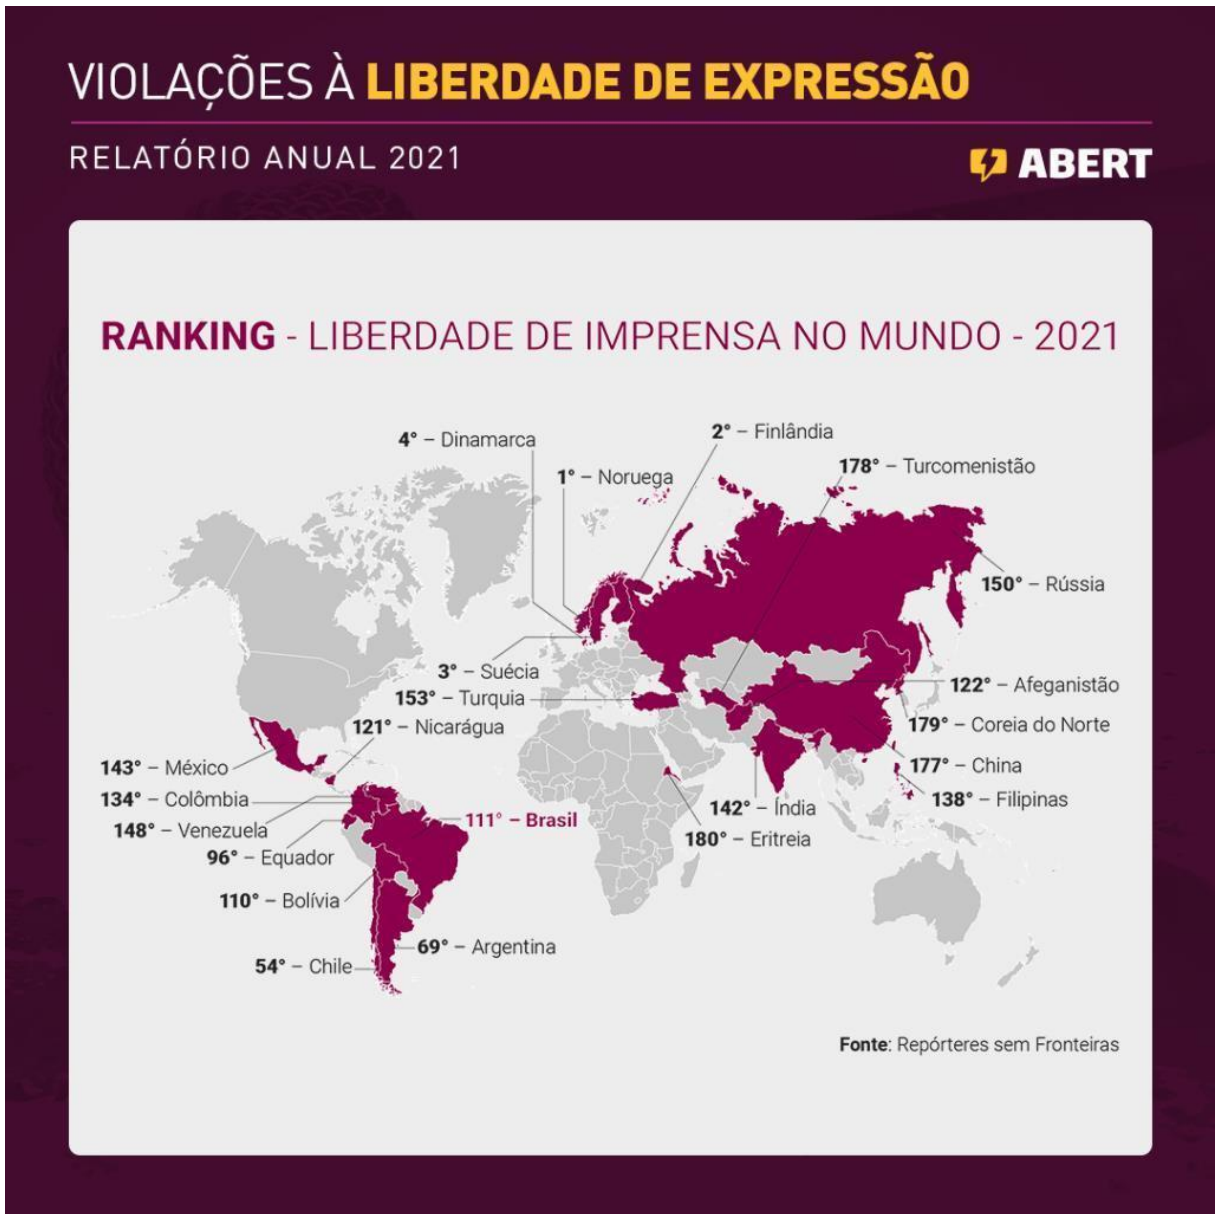 VIOLAÇÕES À LIBERDADE DE EXPRESSÃO
RELATÓRIO ANUAL 2021
ABERT
RANKING - LIBERDADE DE IMPRENSA NO MUNDO - 2021
4° – Dinamarca
2° – Finlândia
1° – Noruega
178° – Turcomenistão
150° – Rússia
3° – Suécia
153° – Turquia
122° – Afeganistão
121° – Nicarágua
179° – Coreia do Norte
143° – México
177° – China
134° – Colômbia
142° – Índia
138° – Filipinas
148° – Venezuela
111° – Brasil
180° – Eritreia
96° – Equador
110° – Bolívia
69° – Argentina
54° – Chile
Fonte: Repórteres sem Fronteiras